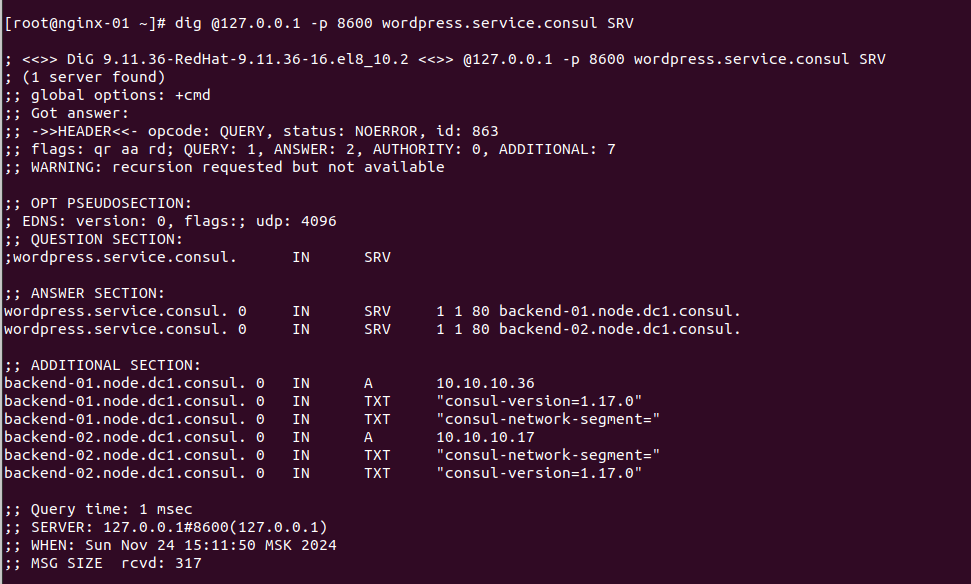 [root@nginx-01 ~]# dig @127.0.0.1 -p 8600 wordpress.service.consul SRV

; <<>> DiG 9.11.36-RedHat-9.11.36-16.el8_10.2 <<>> @127.0.0.1 -p 8600 wordpress.service.consul SRV
; (1 server found)
;; global options: +cmd
;; Got answer:
;; ->>HEADER<<- opcode: QUERY, status: NOERROR, id: 863
;; flags: qr aa rd; QUERY: 1, ANSWER: 2, AUTHORITY: 0, ADDITIONAL: 7
;; WARNING: recursion requested but not available

;; OPT PSEUDOSECTION:
; EDNS: version: 0, flags:; udp: 4096
;; QUESTION SECTION:
;wordpress.service.consul.      IN      SRV

;; ANSWER SECTION:
wordpress.service.consul. 0     IN      SRV     1 1 80 backend-01.node.dc1.consul.
wordpress.service.consul. 0     IN      SRV     1 1 80 backend-02.node.dc1.consul.

;; ADDITIONAL SECTION:
backend-01.node.dc1.consul. 0   IN      A       10.10.10.36
backend-01.node.dc1.consul. 0   IN      TXT     "consul-version=1.17.0"
backend-01.node.dc1.consul. 0   IN      TXT     "consul-network-segment="
backend-02.node.dc1.consul. 0   IN      A       10.10.10.17
backend-02.node.dc1.consul. 0   IN      TXT     "consul-network-segment="
backend-02.node.dc1.consul. 0   IN      TXT     "consul-version=1.17.0"

;; Query time: 1 msec
;; SERVER: 127.0.0.1#8600(127.0.0.1)
;; WHEN: Sun Nov 24 15:11:50 MSK 2024
;; MSG SIZE  rcvd: 317